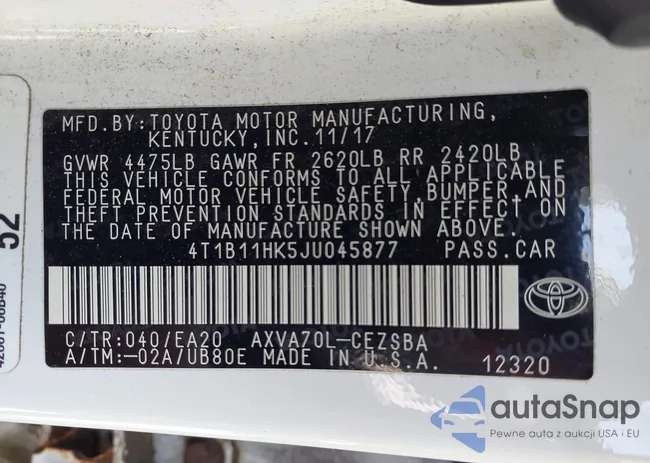 MFD.BY:TOYOTA MOTOR MANUFACTURING,
KENTUCKY,INC.11/17
GVWR 4475LB GAWR FR 2620LB RR 2420LB
THIS VEHICLE CONFORMS TO ALL APPLICABLE
FEDERAL MOTOR VEHICLE SAFETY,BUMPER,AND
THEFT PREVENTION STANDARDS IN EFFECT ON
THE DATE OF MANUFACTURE SHOWN ABOVE.
4T1B11HK5JU045877 PASS.CAR
C/TR:040/EA20 AXVA70L-CEZSBA
A/TM:-02A/UB80E MADE IN U.S.A. 12320
52
autaSnap
Pewne auta z aukcji USA i EU